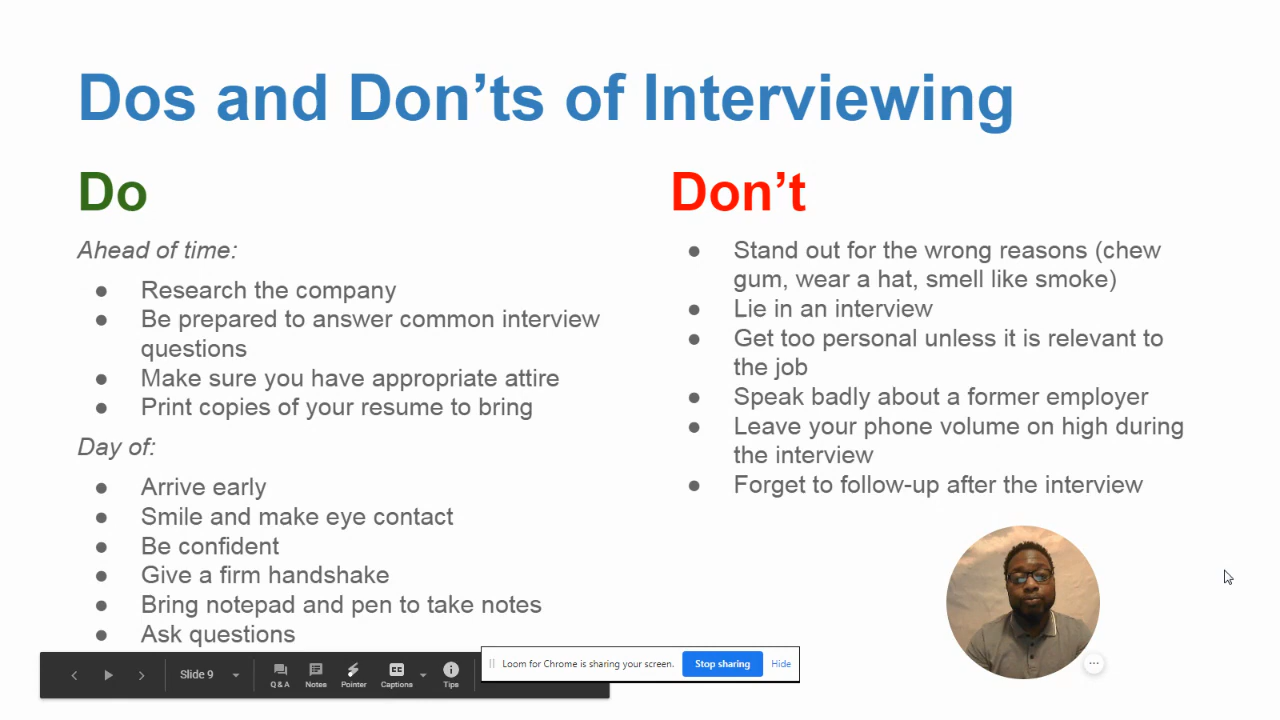 Dos and Don’ts of Interviewing
Do
Ahead of time:
● Research the company
● Be prepared to answer common interview
questions
● Make sure you have appropriate attire
● Print copies of your resume to bring
Day of:
● Arrive early
● Smile and make eye contact
● Be confident
● Give a firm handshake
● Bring notepad and pen to take notes
● Ask questions
Don’t
● Stand out for the wrong reasons (chew
gum, wear a hat, smell like smoke)
● Lie in an interview
● Get too personal unless it is relevant to
the job
● Speak badly about a former employer
● Leave your phone volume on high during
the interview
● Forget to follow-up after the interview
Slide 9
Q & A
Notes
Pointer
CC
Captions
Tips
Loom for Chrome is sharing your screen.
Stop sharing
Hide